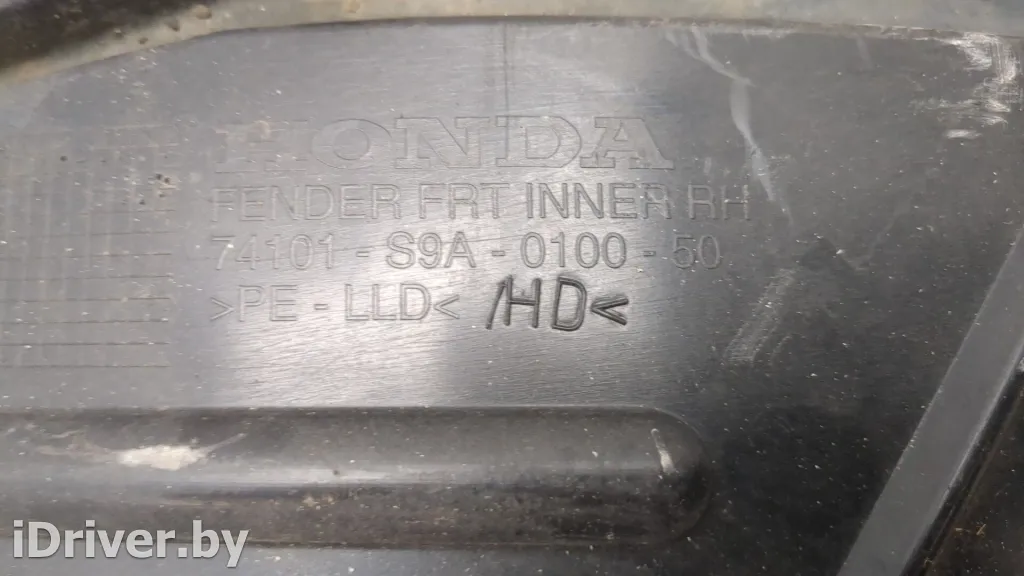 HONDA
FENDER FRT INNER RH
74101 - S9A - 0100 - 50
>PE - LLD< /HD<
iDriver.by